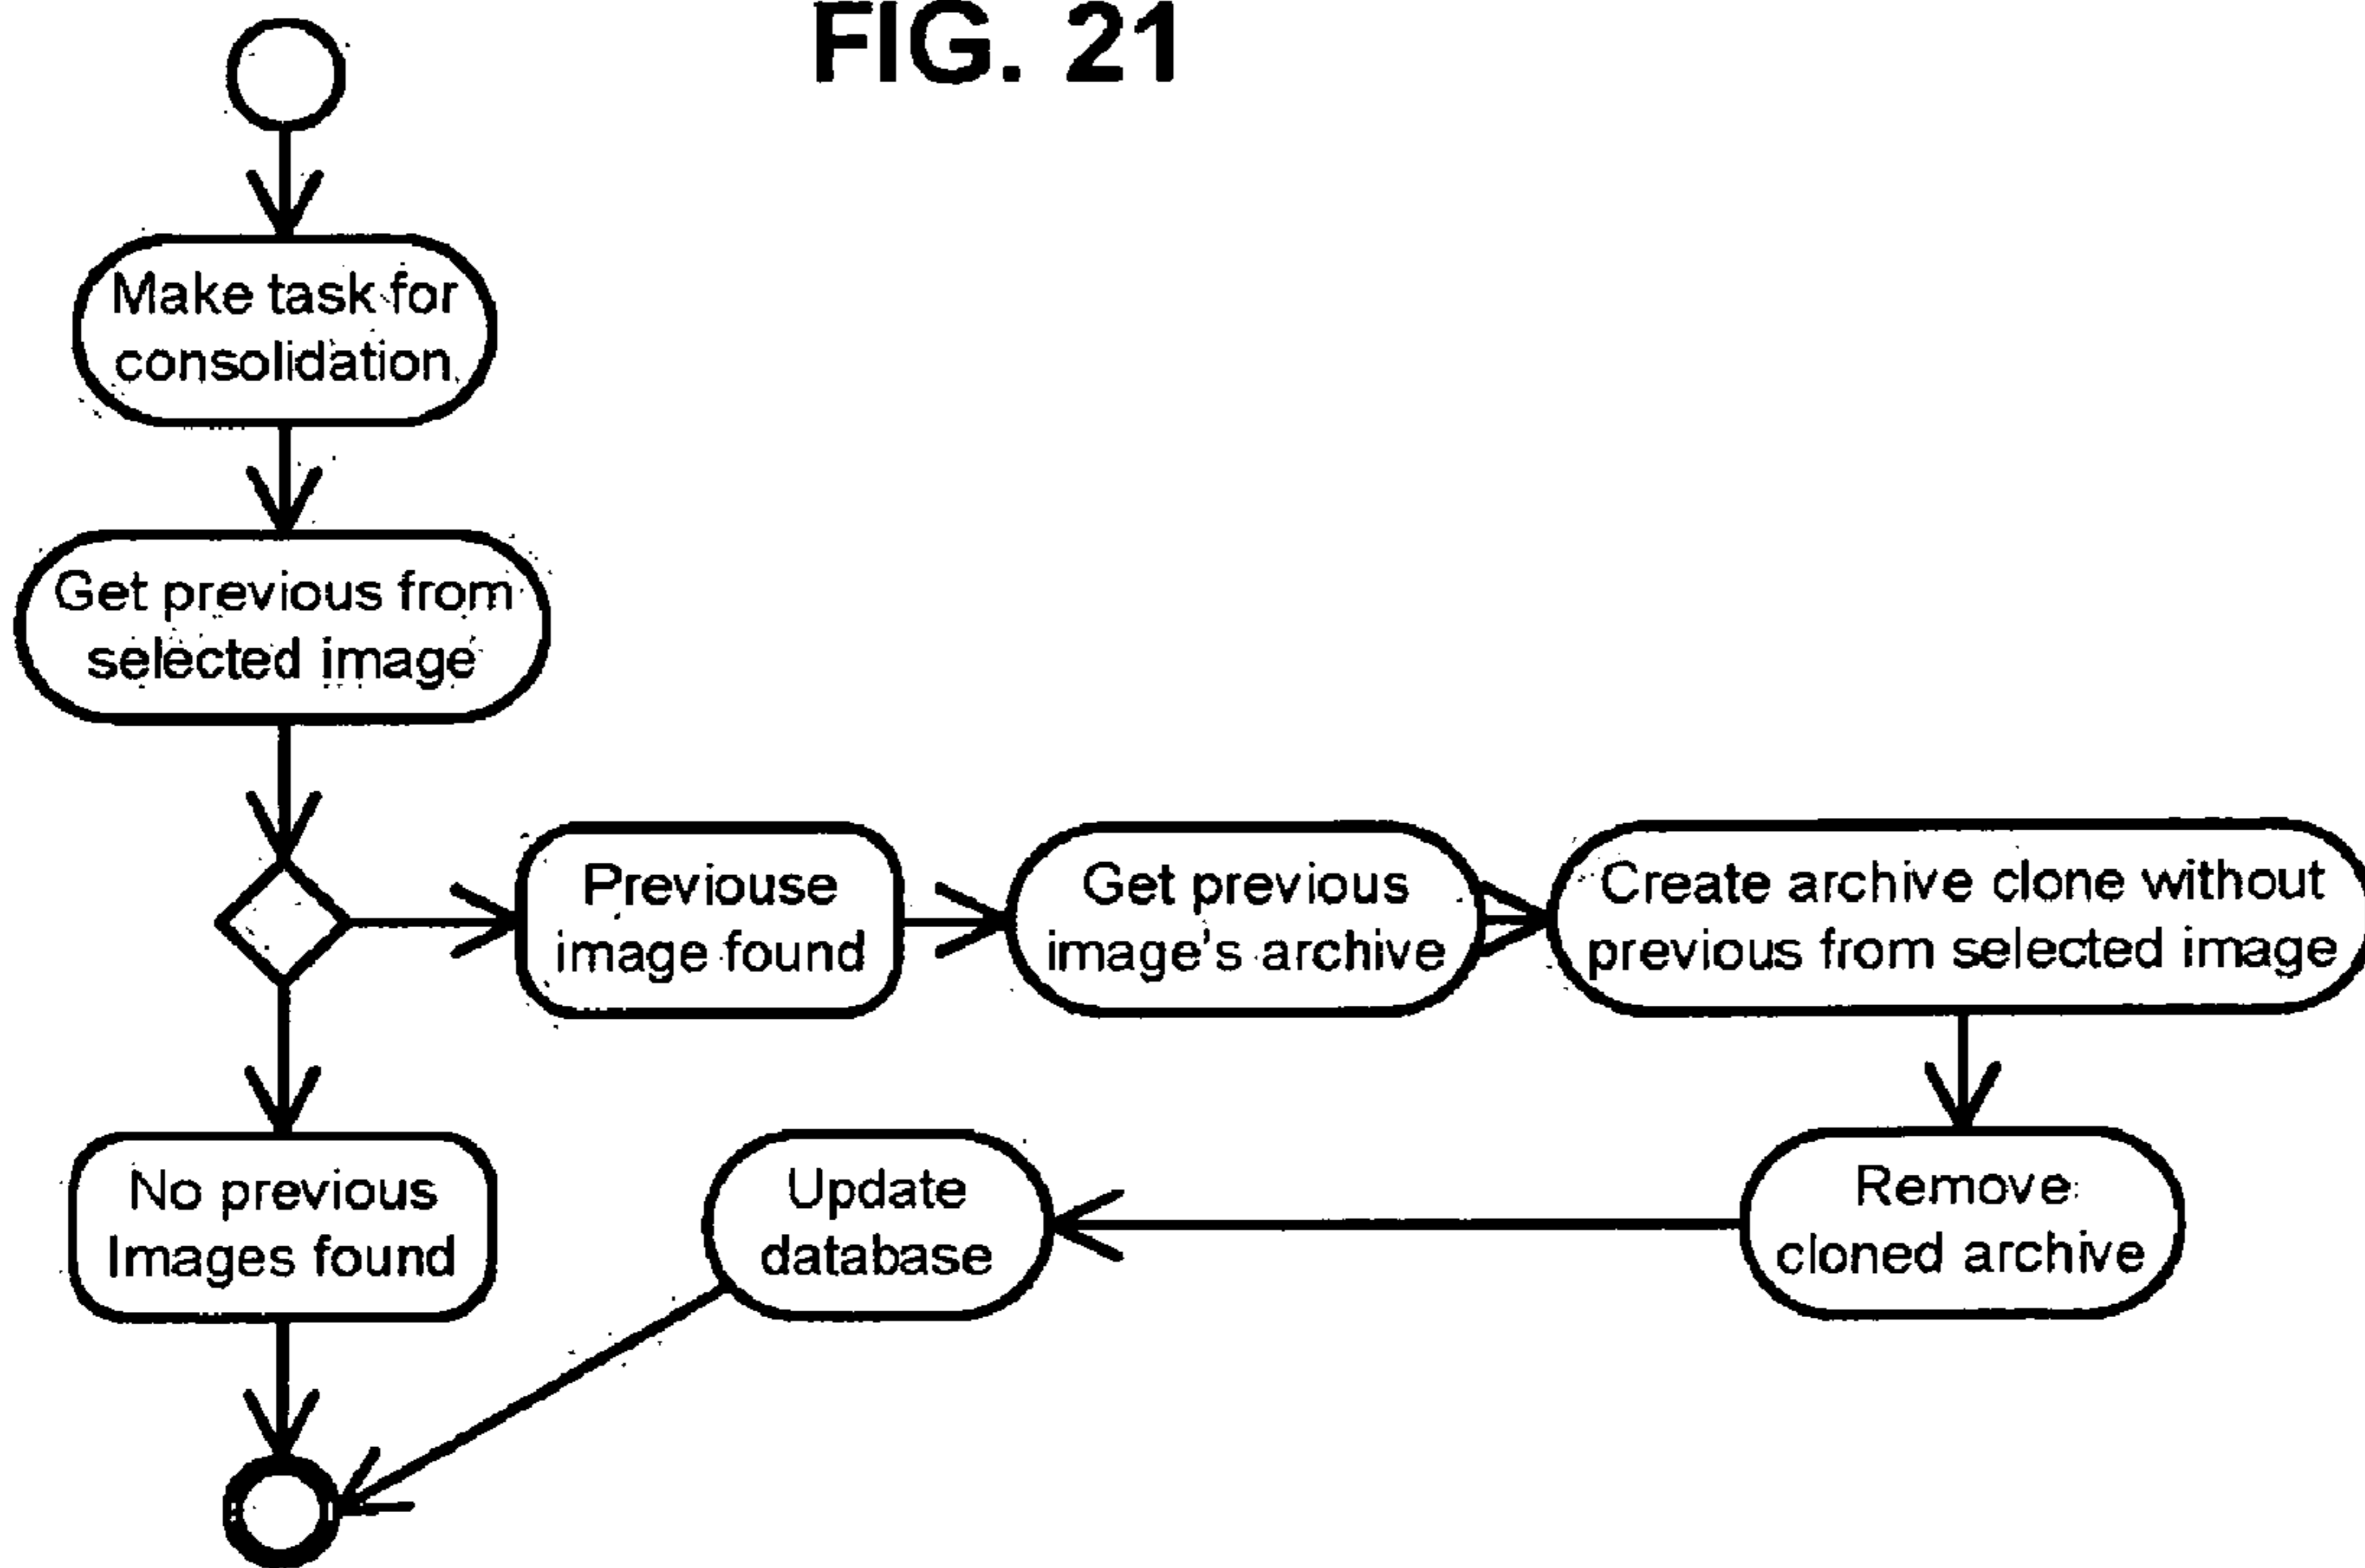 FIG. 21
Make task for
consolidation
Get previous from
selected image
Previouse
image found
Get previous
image's archive
Create archive clone without
previous from selected image
No previous
Images found
Update
database
Remove
cloned archive